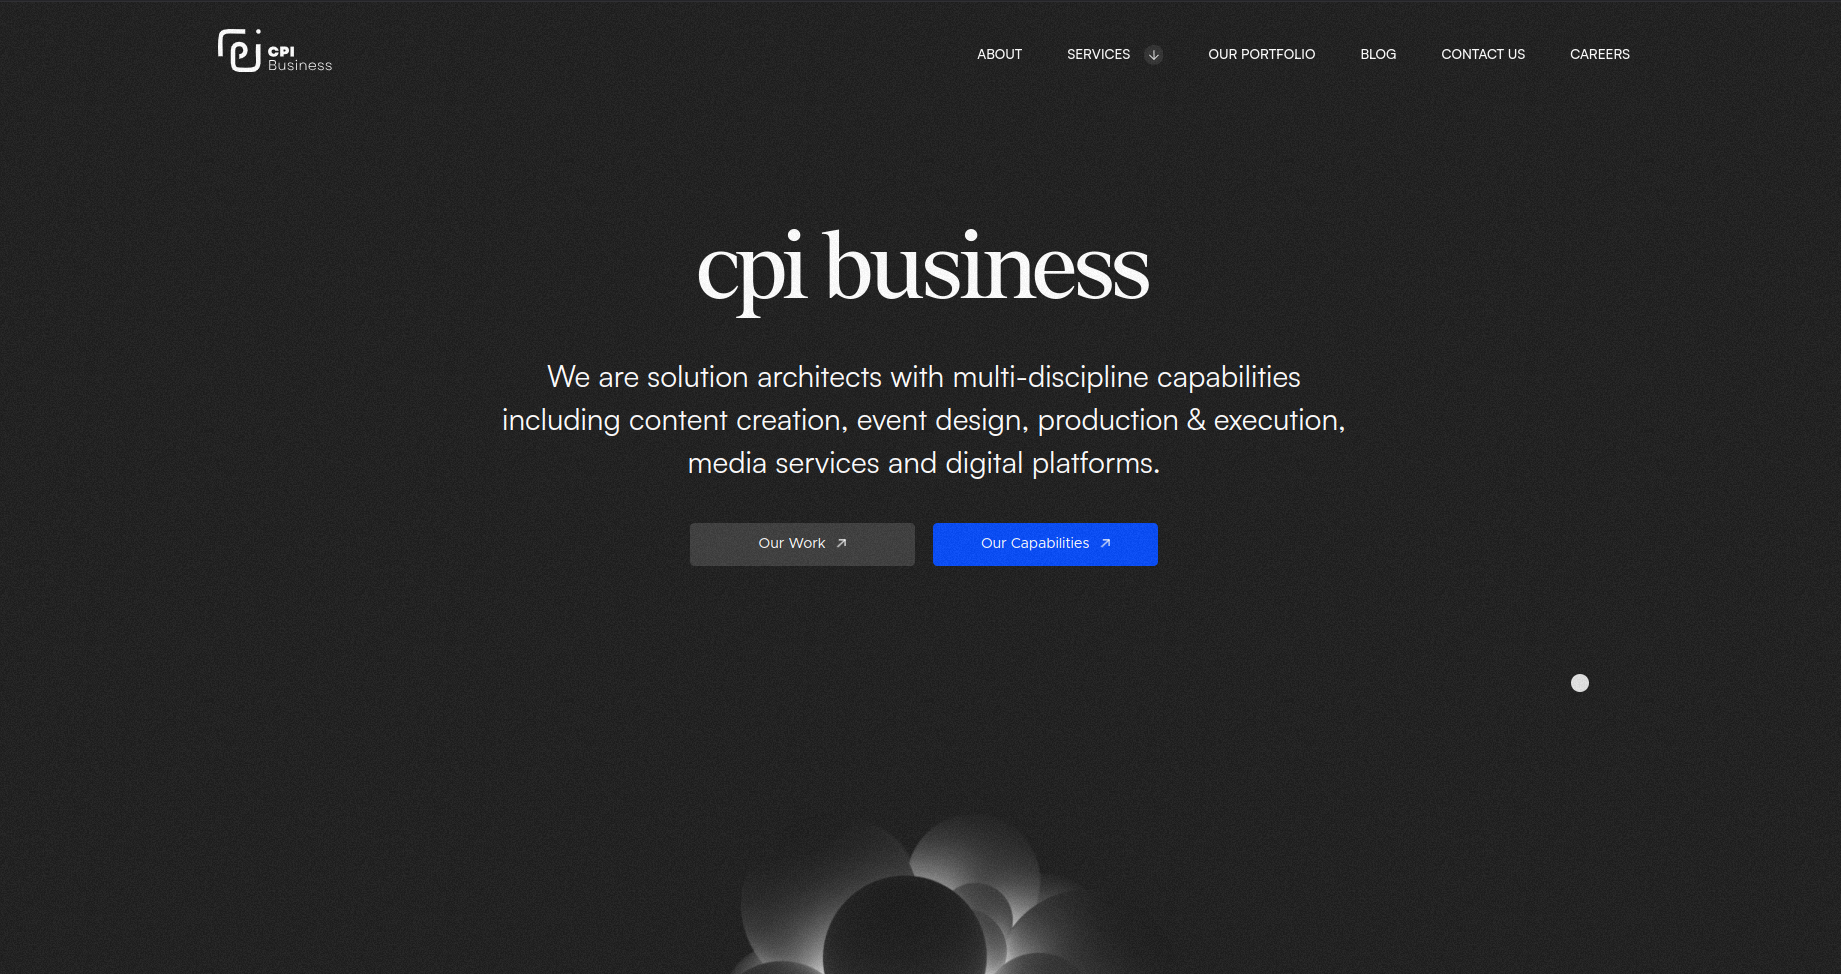 CPI
Business
ABOUT
SERVICES
OUR PORTFOLIO
BLOG
CONTACT US
CAREERS
cpi business
We are solution architects with multi-discipline capabilities
including content creation, event design, production & execution,
media services and digital platforms.
Our Work
Our Capabilities